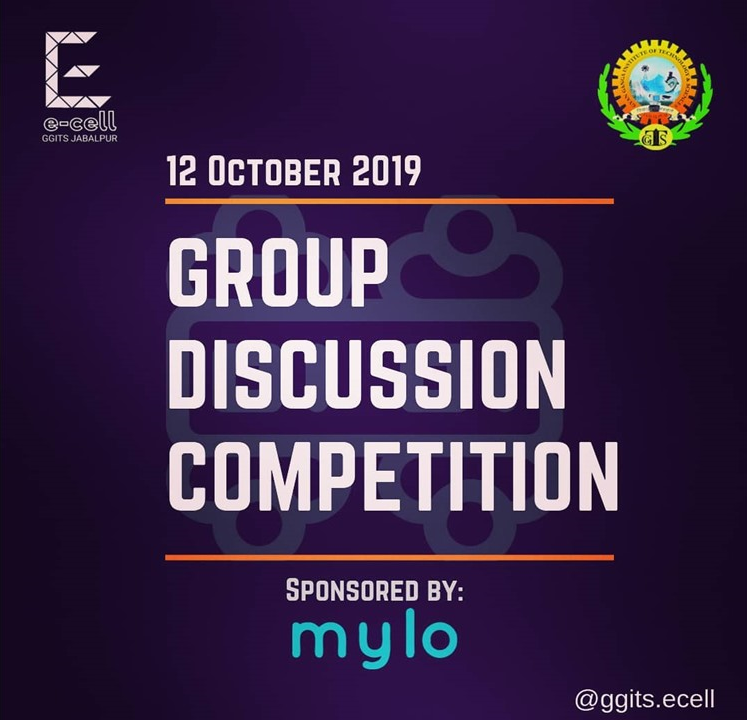 e-cell
GGITS JABALPUR
12 OCTOBER 2019
GROUP
DISCUSSION
COMPETITION
SPONSORED BY:
mylo
@ggits.ecell